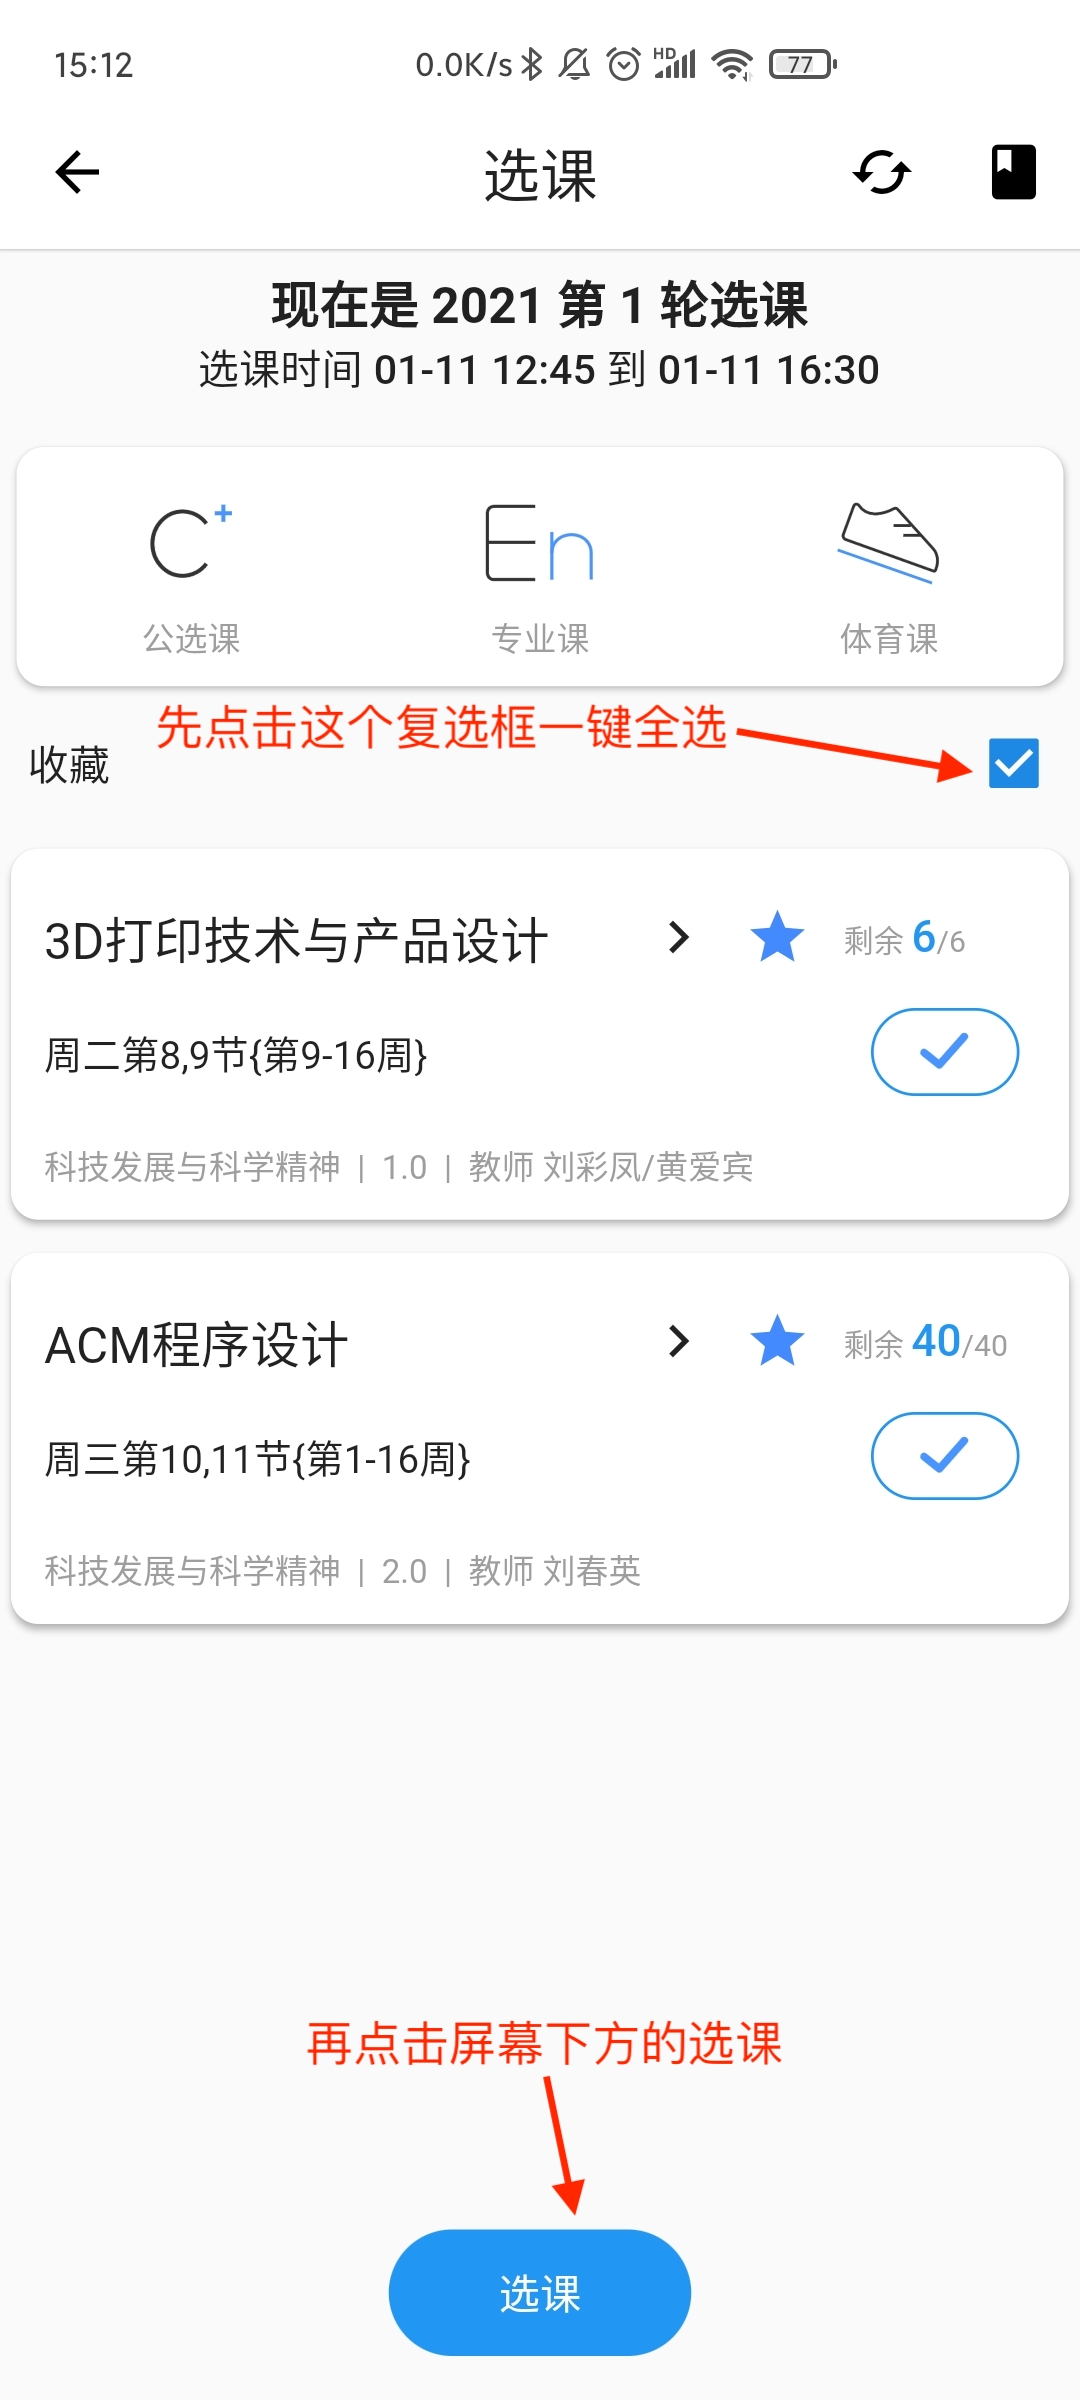 15:12 0.0K/s HD 77
选课
现在是 2021 第 1 轮选课
选课时间 01-11 12:45 到 01-11 16:30
C+ En
公选课 专业课 体育课
先点击这个复选框一键全选
收藏
3D打印技术与产品设计 剩余 6/6
周二第8,9节{第9-16周}
科技发展与科学精神 | 1.0 | 教师 刘彩凤/黄爱宾
ACM程序设计 剩余 40/40
周三第10,11节{第1-16周}
科技发展与科学精神 | 2.0 | 教师 刘春英
再点击屏幕下方的选课
选课